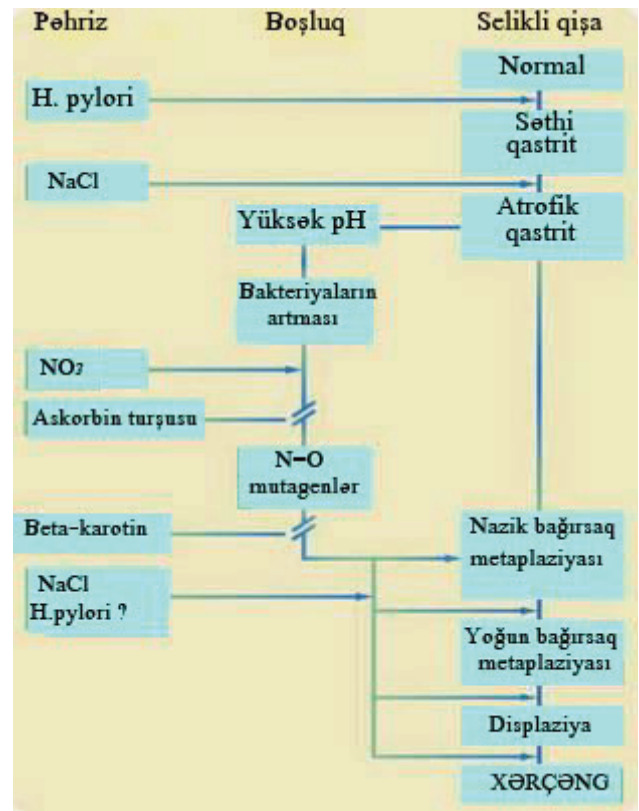 Pəhriz Boşluq Selikli qişa
Normal
H. pylori
Səthi
qastrit
NaCl
Yüksək pH
Atrofik
qastrit
Bakteriyaların
artması
NO3
Askorbin turşusu
N–O
mutagenlər
Beta-karotin
Nazik bağırsaq
metaplaziyası
NaCl
H.pylori ?
Yoğun bağırsaq
metaplaziyası
Displaziya
XƏRÇƏNG